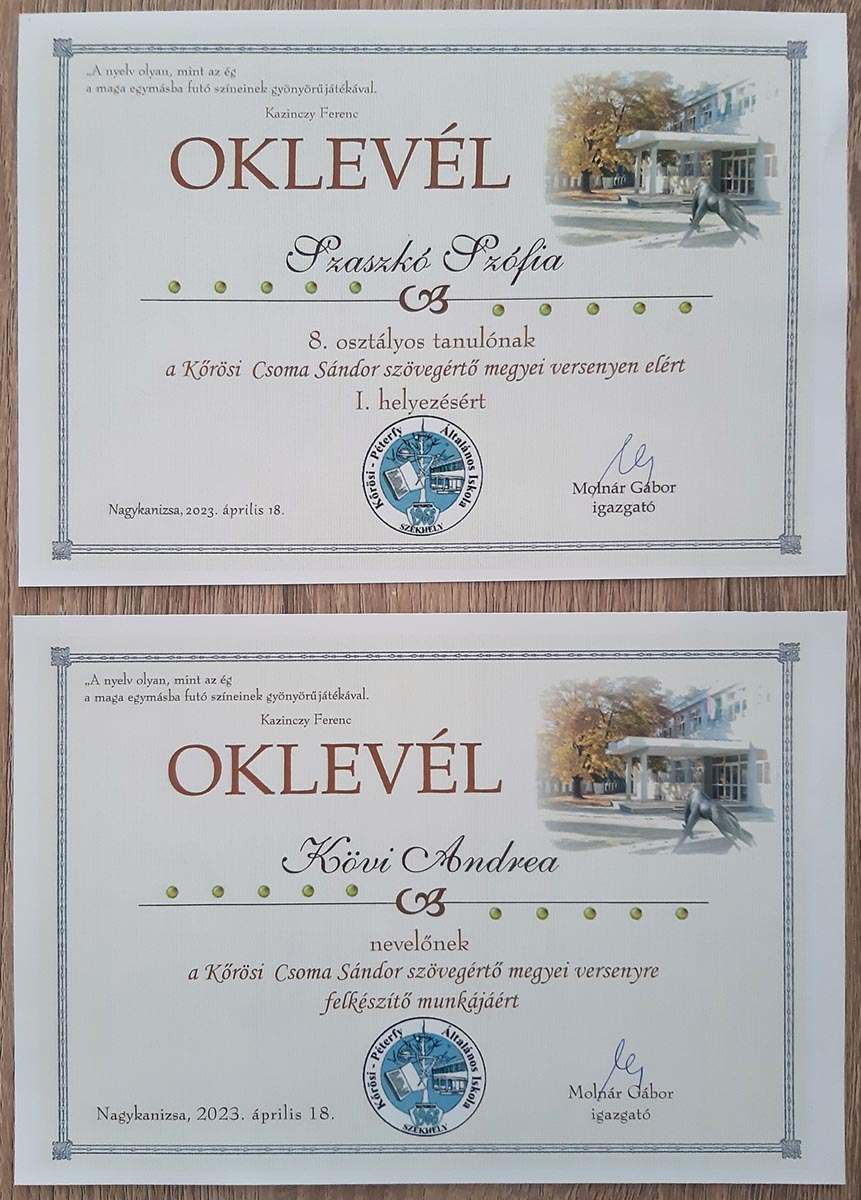 „A nyelv olyan, mint az ég
a maga egymásba futó színeinek gyönyörű játékával.
Kazinczy Ferenc
OKLEVÉL
Szaszkó Szófia
8. osztályos tanulónak
a Kőrösi Csoma Sándor szövegértő megyei versenyen elért
I. helyezésért
Kőrösi - Péterfy Általános Iskola
SZÉKHELY
Molnár Gábor
igazgató
Nagykanizsa, 2023. április 18.
„A nyelv olyan, mint az ég
a maga egymásba futó színeinek gyönyörű játékával.
Kazinczy Ferenc
OKLEVÉL
Kövi Andrea
nevelőnek
a Kőrösi Csoma Sándor szövegértő megyei versenyre
felkészítő munkájáért
Kőrösi - Péterfy Általános Iskola
SZÉKHELY
Molnár Gábor
igazgató
Nagykanizsa, 2023. április 18.